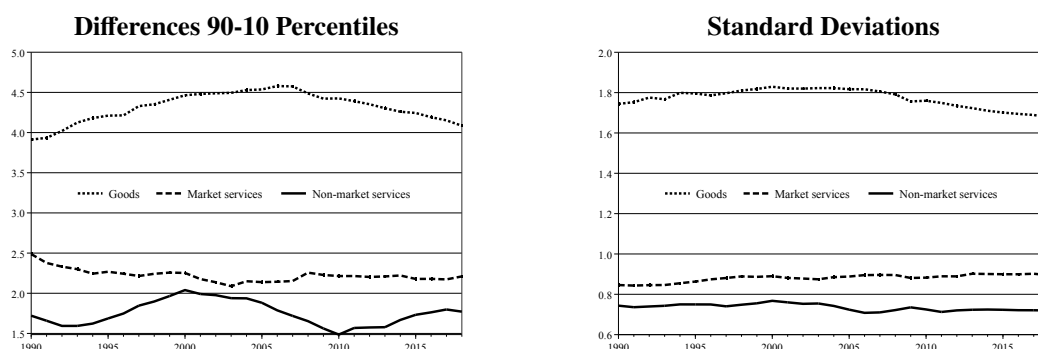 Differences 90-10 Percentiles
5.0
4.5
4.0
3.5
3.0
2.5
2.0
1.5
Goods Market services Non-market services
1990 1995 2000 2005 2010 2015
Standard Deviations
2.0
1.8
1.6
1.4
1.2
1.0
0.8
0.6
Goods Market services Non-market services
1990 1995 2000 2005 2010 2015